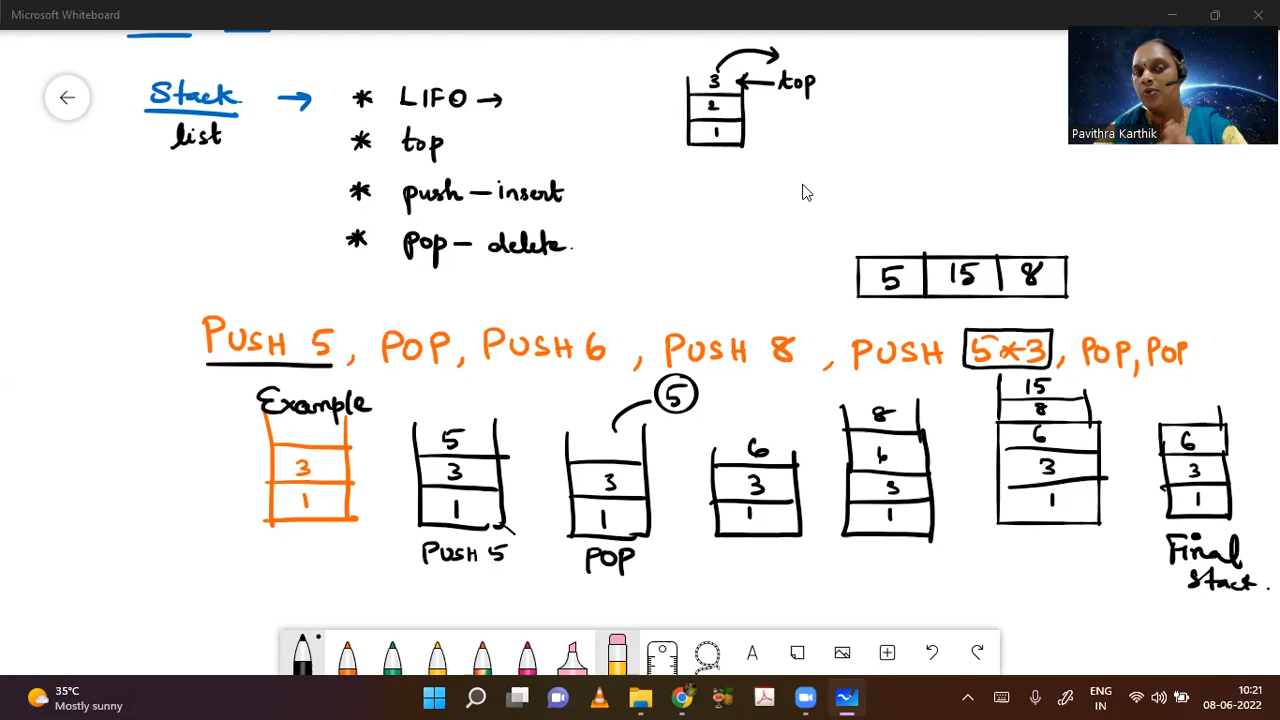 Microsoft Whiteboard
Stack → * LIFO →
list
* top
* push – insert
* pop – delete.
3 ← top
2
1
Pavithra Karthik
5 15 8
PUSH 5, POP, PUSH 6, PUSH 8, PUSH 5*3, POP, POP
Example
3
1
5
3
1
PUSH 5
5
3
1
POP
6
3
1
8
6
3
1
15
8
6
3
1
6
3
1
Final
Stack.
A
35°C
Mostly sunny
ENG
IN
10:21
08-06-2022